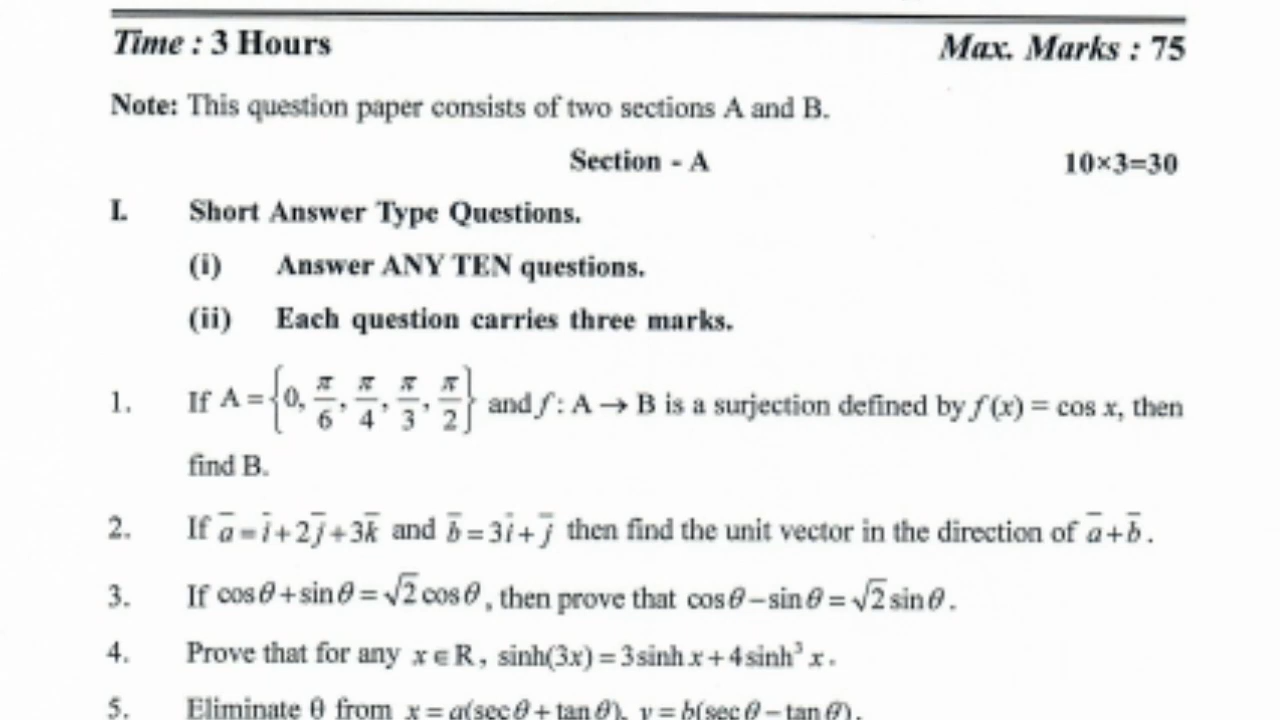 Time : 3 Hours Max. Marks : 75
Note: This question paper consists of two sections A and B.
Section - A 10×3=30
I. Short Answer Type Questions.
(i) Answer ANY TEN questions.
(ii) Each question carries three marks.
1. If A = {0, π/6, π/4, π/3, π/2} and f : A → B is a surjection defined by f(x) = cos x, then
find B.
2. If a̅ = i̅ + 2j̅ + 3k̅ and b̅ = 3i̅ + j̅ then find the unit vector in the direction of a̅ + b̅ .
3. If cosθ + sinθ = √2 cosθ , then prove that cosθ − sinθ = √2 sinθ .
4. Prove that for any x ∈ R , sinh(3x) = 3sinh x + 4sinh³ x .
5. Eliminate θ from x = a(secθ + tanθ), y = b(secθ − tanθ).